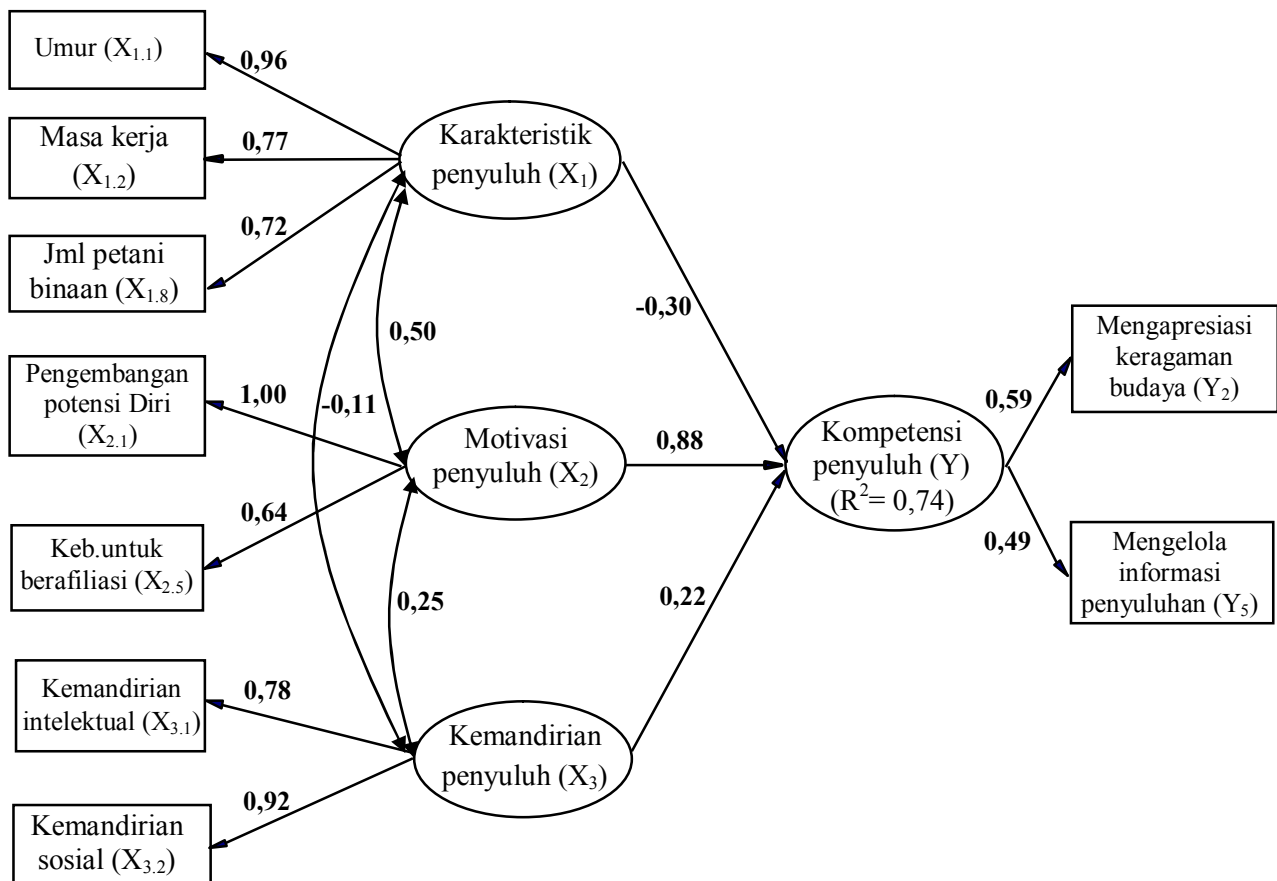 Umur (X1.1)
0,96
Masa kerja
(X1.2)
0,77
Jml petani
binaan (X1.8)
0,72
Karakteristik
penyuluh (X1)
-0,30
0,50
-0,11
Pengembangan
potensi Diri
(X2.1)
1,00
Keb.untuk
berafiliasi (X2.5)
0,64
Motivasi
penyuluh (X2)
0,88
0,25
Kemandirian
intelektual (X3.1)
0,78
Kemandirian
sosial (X3.2)
0,92
Kemandirian
penyuluh (X3)
0,22
Kompetensi
penyuluh (Y)
(R²= 0,74)
0,59
Mengapresiasi
keragaman
budaya (Y2)
0,49
Mengelola
informasi
penyuluhan (Y5)